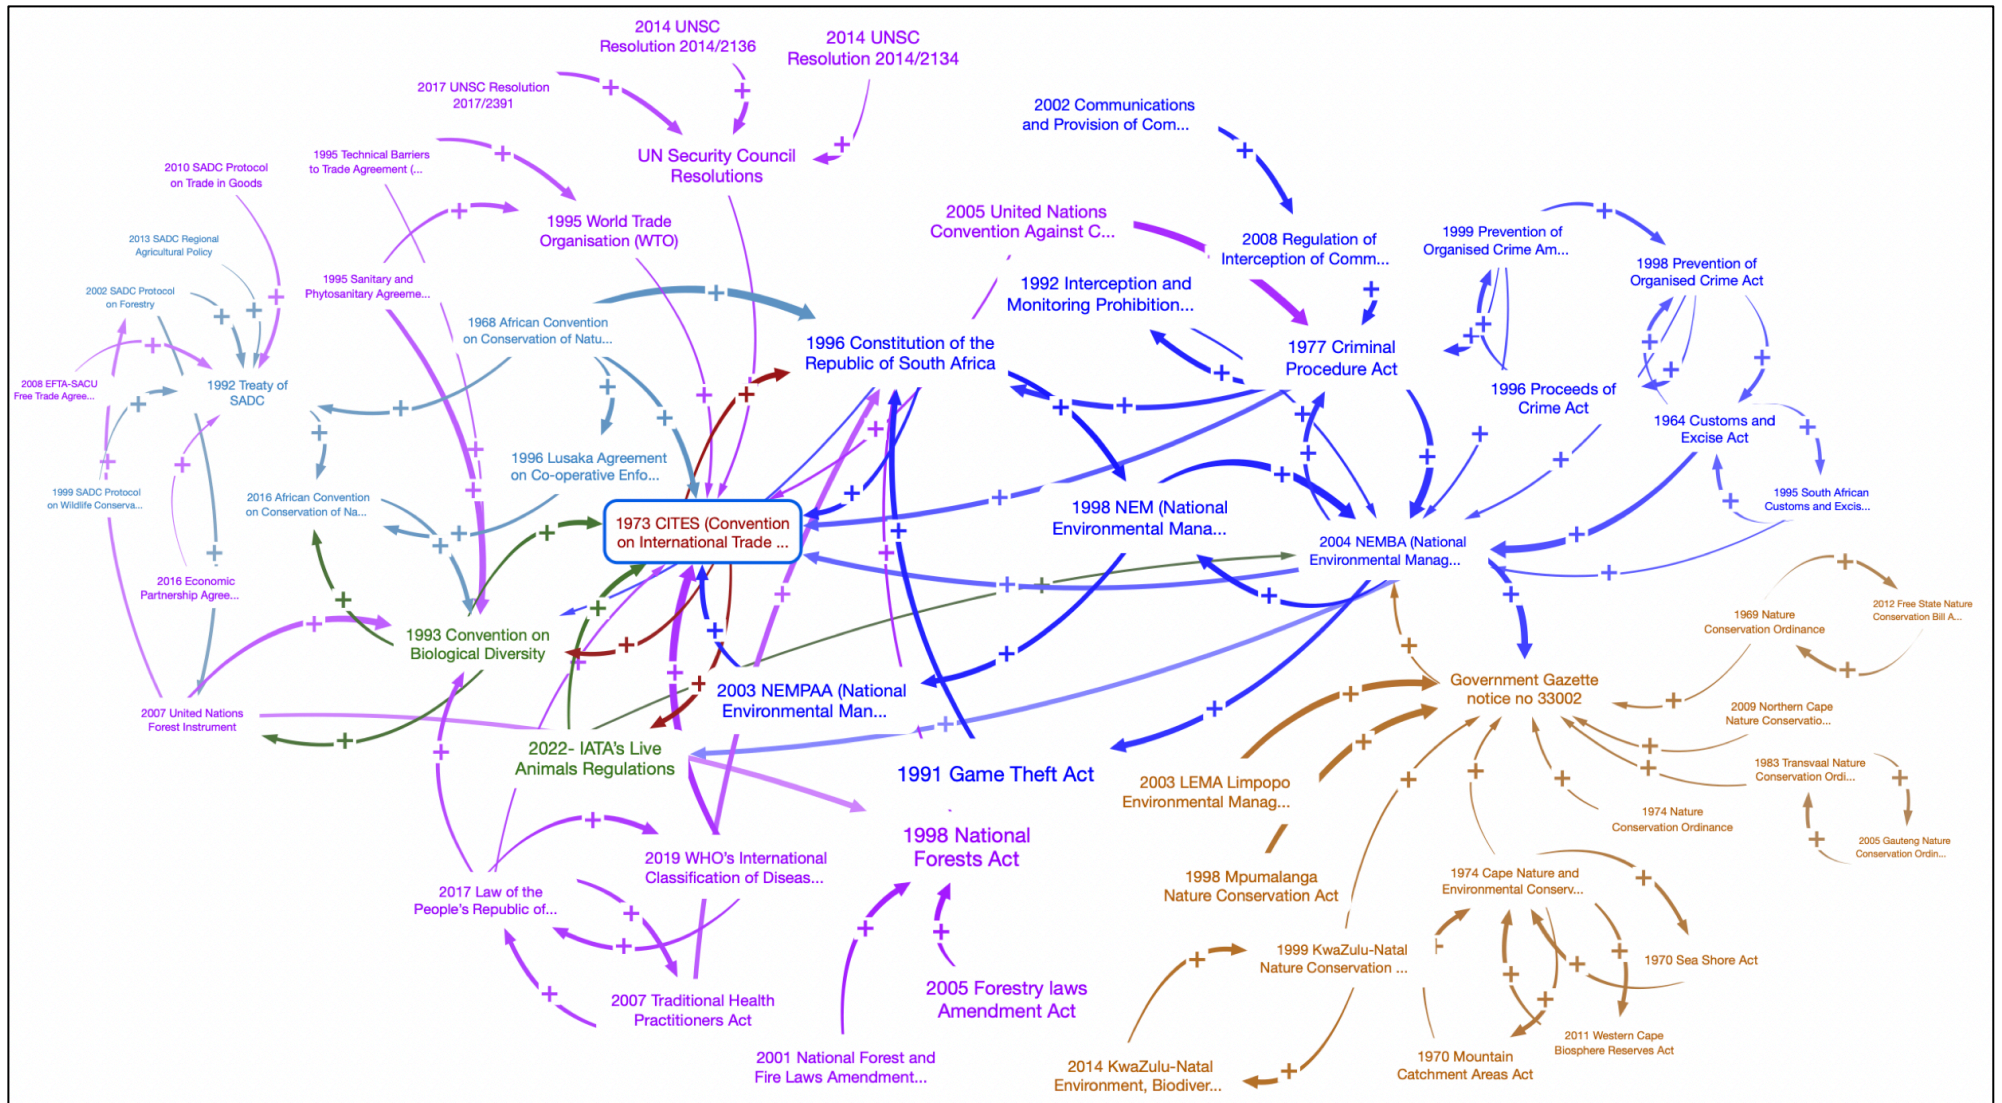 2014 UNSC
Resolution 2014/2136
2014 UNSC
Resolution 2014/2134
2017 UNSC Resolution
2017/2391
2002 Communications
and Provision of Com...
1995 Technical Barriers
to Trade Agreement (...
UN Security Council
Resolutions
2010 SADC Protocol
on Trade in Goods
1995 World Trade
Organisation (WTO)
2005 United Nations
Convention Against C...
2008 Regulation of
Interception of Comm...
1999 Prevention of
Organised Crime Am...
2013 SADC Regional
Agricultural Policy
1998 Prevention of
Organised Crime Act
1995 Sanitary and
Phytosanitary Agreeme...
1992 Interception and
Monitoring Prohibition...
2002 SADC Protocol
on Forestry
1968 African Convention
on Conservation of Natu...
1996 Constitution of the
Republic of South Africa
1977 Criminal
Procedure Act
2008 EFTA-SACU
Free Trade Agree...
1992 Treaty of
SADC
1996 Proceeds of
Crime Act
1964 Customs and
Excise Act
1996 Lusaka Agreement
on Co-operative Enfo...
1999 SADC Protocol
on Wildlife Conserva...
2016 African Convention
on Conservation of Na...
1995 South African
Customs and Excis...
1973 CITES (Convention
on International Trade ...
1998 NEM (National
Environmental Mana...
2004 NEMBA (National
Environmental Manag...
2016 Economic
Partnership Agree...
1993 Convention on
Biological Diversity
1969 Nature
Conservation Ordinance
2012 Free State Nature
Conservation Bill A...
2003 NEMPAA (National
Environmental Man...
Government Gazette
notice no 33002
2007 United Nations
Forest Instrument
2009 Northern Cape
Nature Conservatio...
2022- IATA's Live
Animals Regulations
1991 Game Theft Act
2003 LEMA Limpopo
Environmental Manag...
1983 Transvaal Nature
Conservation Ordi...
1974 Nature
Conservation Ordinance
2005 Gauteng Nature
Conservation Ordin...
1998 National
Forests Act
2019 WHO's International
Classification of Diseas...
2017 Law of the
People's Republic of...
1998 Mpumalanga
Nature Conservation Act
1974 Cape Nature and
Environmental Conserv...
1999 KwaZulu-Natal
Nature Conservation ...
1970 Sea Shore Act
2007 Traditional Health
Practitioners Act
2005 Forestry laws
Amendment Act
2011 Western Cape
Biosphere Reserves Act
2001 National Forest and
Fire Laws Amendment...
2014 KwaZulu-Natal
Environment, Biodiver...
1970 Mountain
Catchment Areas Act